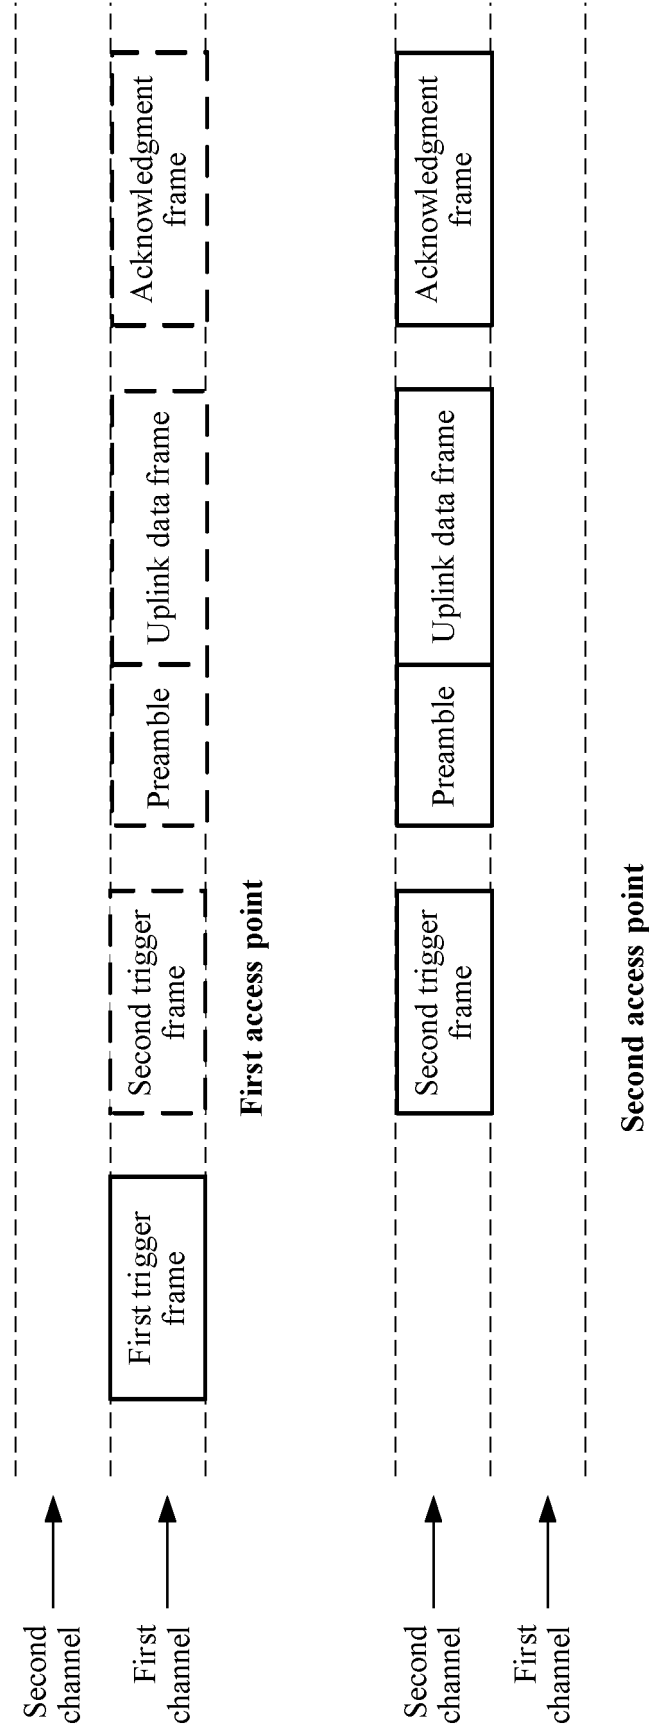 Second
channel
First
channel
First trigger
frame
Second trigger
frame
Preamble
Uplink data frame
Acknowledgment
frame
First access point
Second
channel
First
channel
Second trigger
frame
Preamble
Uplink data frame
Acknowledgment
frame
Second access point